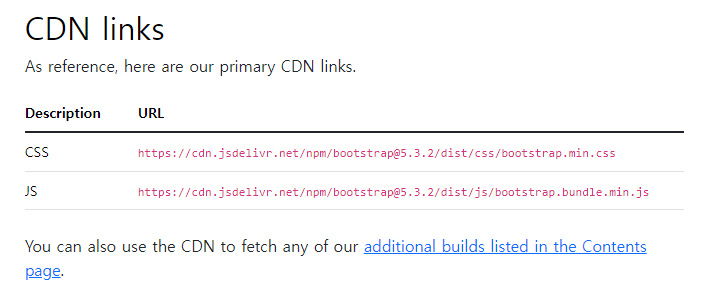 CDN links
As reference, here are our primary CDN links.
Description URL
CSS https://cdn.jsdelivr.net/npm/bootstrap@5.3.2/dist/css/bootstrap.min.css
JS https://cdn.jsdelivr.net/npm/bootstrap@5.3.2/dist/js/bootstrap.bundle.min.js
You can also use the CDN to fetch any of our additional builds listed in the Contents
page.